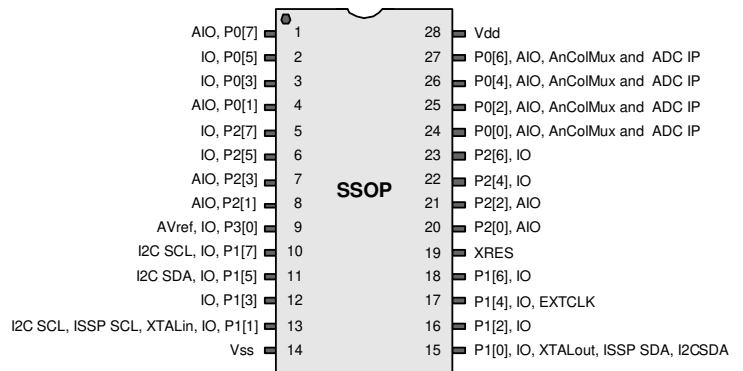 AIO, P0[7] 1 28 Vdd
IO, P0[5] 2 27 P0[6], AIO, AnColMux and ADC IP
IO, P0[3] 3 26 P0[4], AIO, AnColMux and ADC IP
AIO, P0[1] 4 25 P0[2], AIO, AnColMux and ADC IP
IO, P2[7] 5 24 P0[0], AIO, AnColMux and ADC IP
IO, P2[5] 6 23 P2[6], IO
AIO, P2[3] 7 22 P2[4], IO
SSOP
AIO, P2[1] 8 21 P2[2], AIO
AVref, IO, P3[0] 9 20 P2[0], AIO
I2C SCL, IO, P1[7] 10 19 XRES
I2C SDA, IO, P1[5] 11 18 P1[6], IO
IO, P1[3] 12 17 P1[4], IO, EXTCLK
I2C SCL, ISSP SCL, XTALin, IO, P1[1] 13 16 P1[2], IO
Vss 14 15 P1[0], IO, XTALout, ISSP SDA, I2CSDA